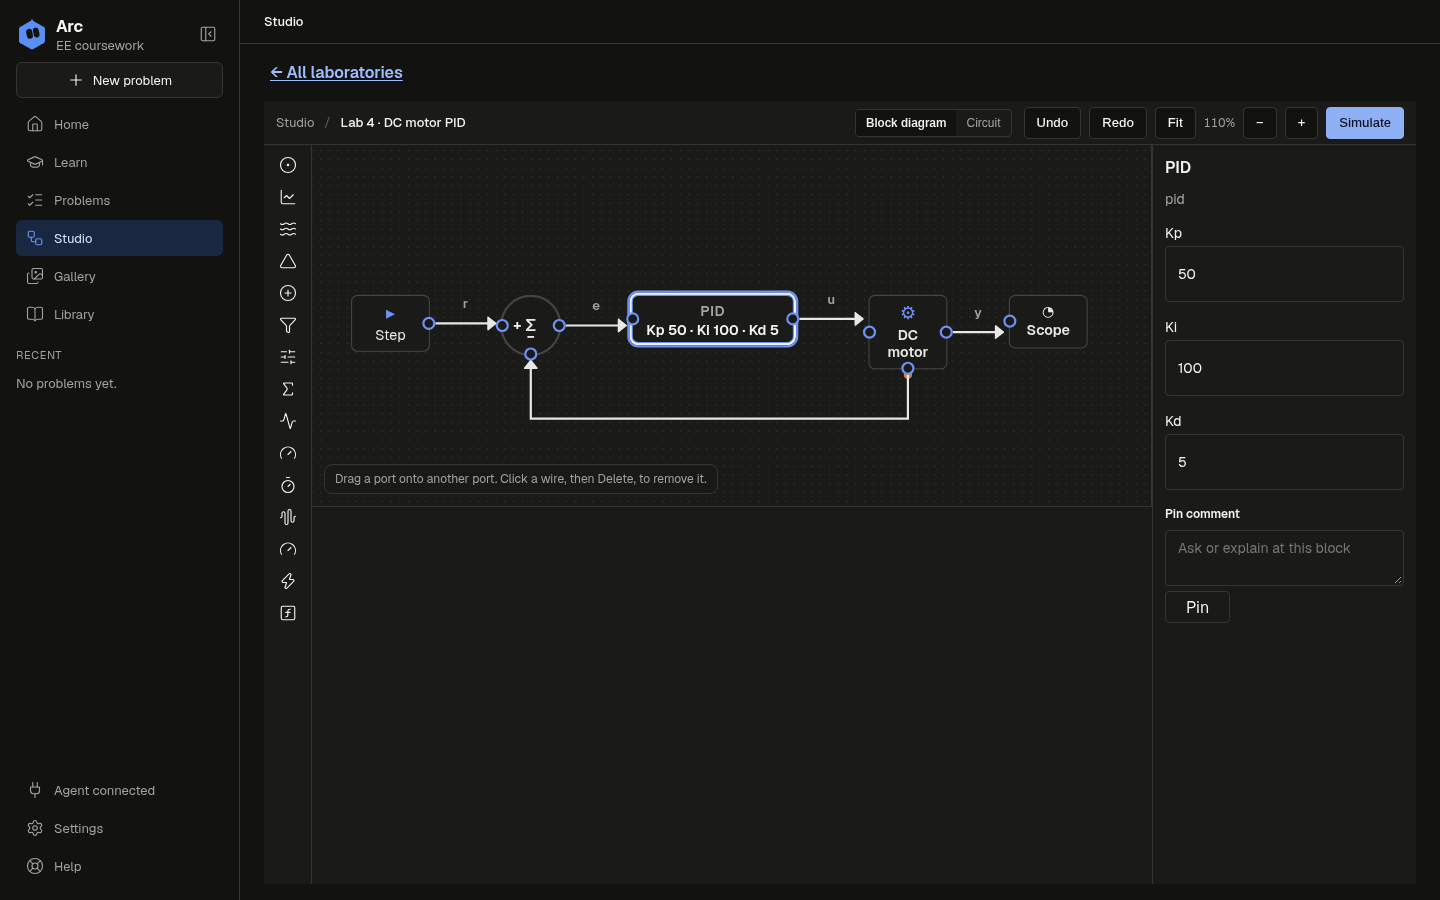 Arc
EE coursework
New problem
Home
Learn
Problems
Studio
Gallery
Library
RECENT
No problems yet.
Agent connected
Settings
Help
Studio
← All laboratories
Studio / Lab 4 · DC motor PID
Block diagram
Circuit
Undo
Redo
Fit
110%
−
+
Simulate
Step
r
+ Σ
−
e
PID
Kp 50 · Ki 100 · Kd 5
u
DC
motor
y
Scope
Drag a port onto another port. Click a wire, then Delete, to remove it.
PID
pid
Kp
50
Ki
100
Kd
5
Pin comment
Ask or explain at this block
Pin